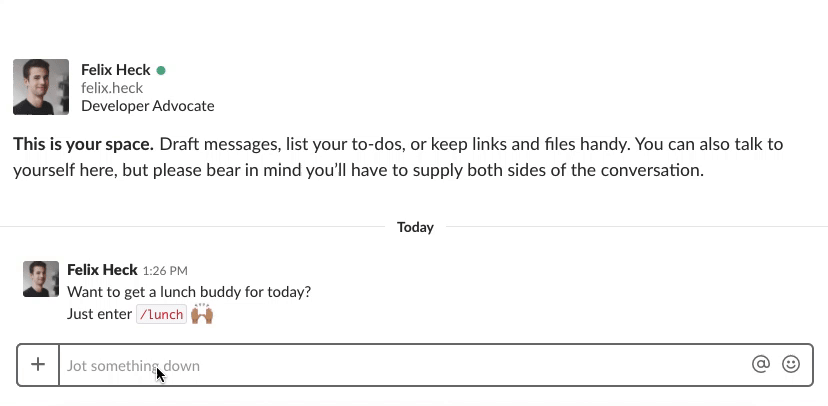 Felix Heck
felix.heck
Developer Advocate
This is your space. Draft messages, list your to-dos, or keep links and files handy. You can also talk to
yourself here, but please bear in mind you’ll have to supply both sides of the conversation.
Today
Felix Heck 1:26 PM
Want to get a lunch buddy for today?
Just enter /lunch 🙌🏽
+ Jot something down @